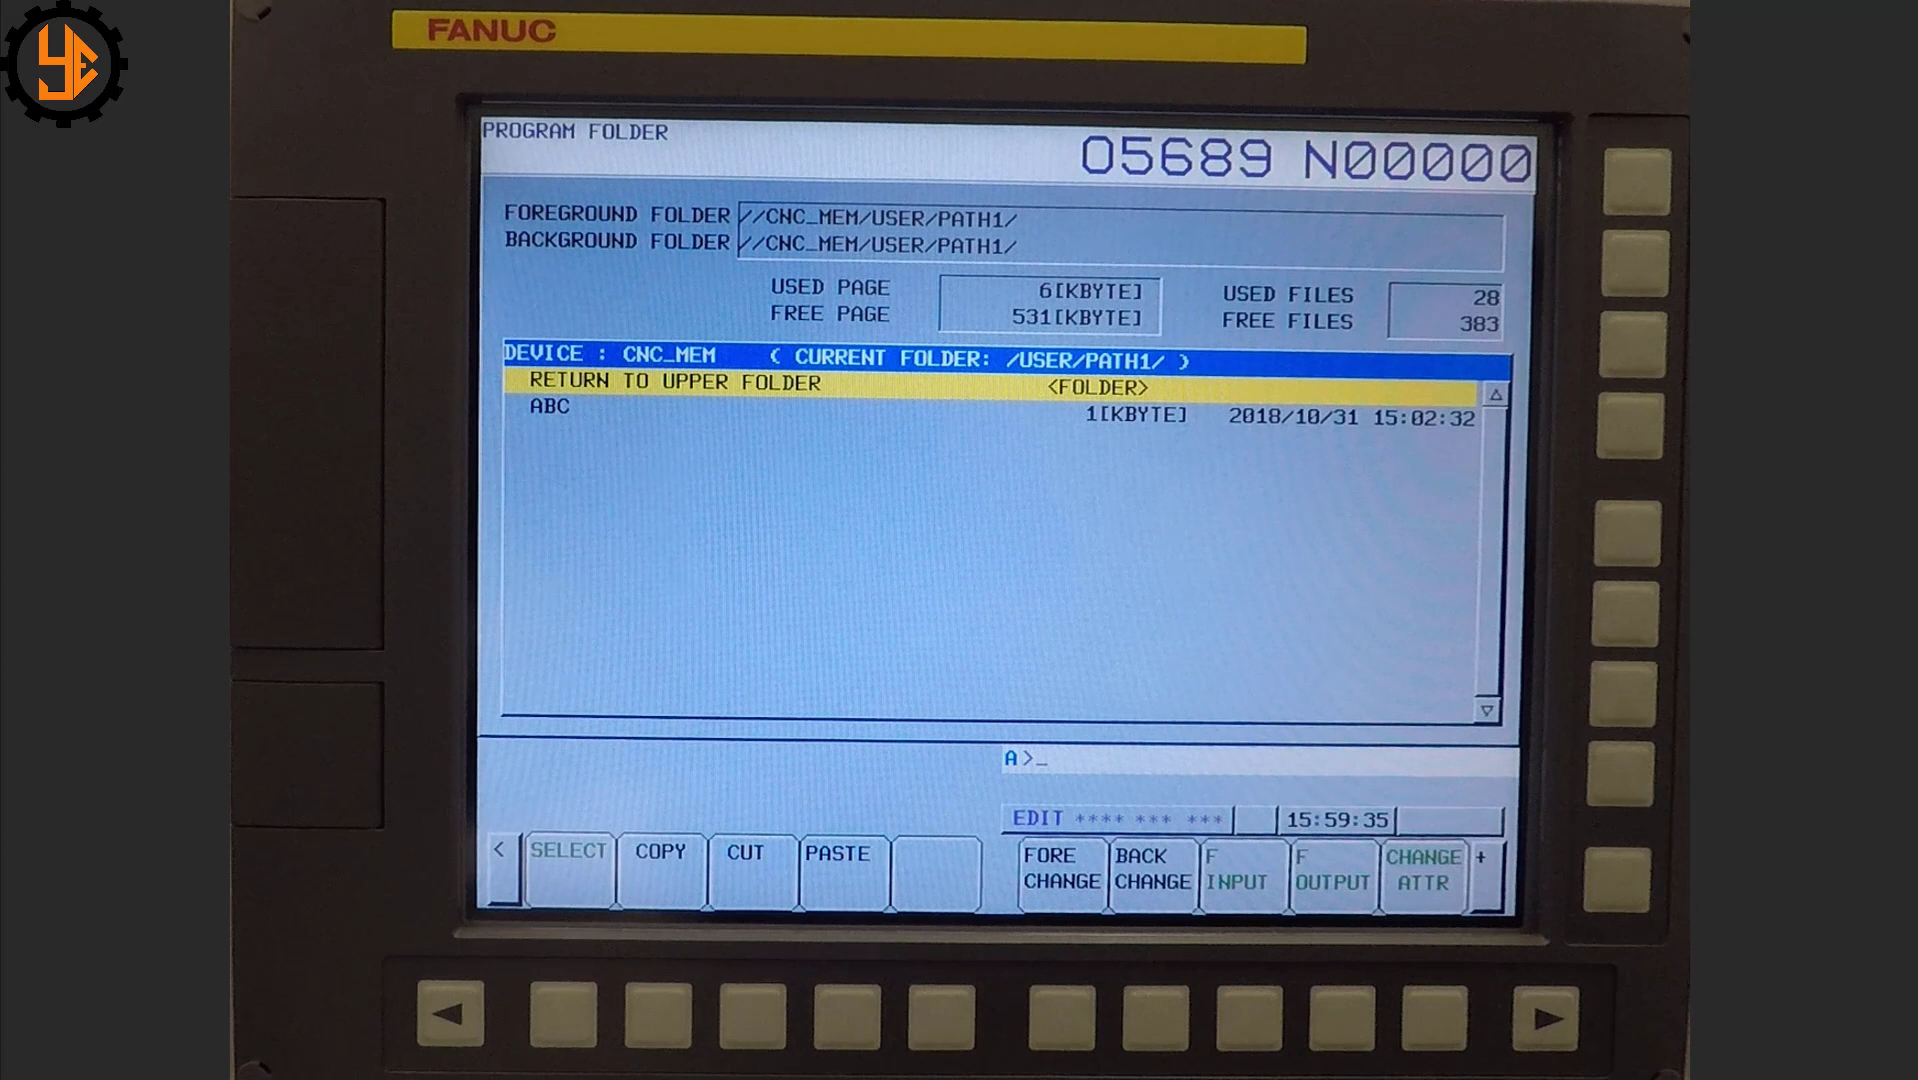 FANUC
PROGRAM FOLDER
O5689 N00000
FOREGROUND FOLDER //CNC_MEM/USER/PATH1/
BACKGROUND FOLDER //CNC_MEM/USER/PATH1/
USED PAGE 6[KBYTE] USED FILES 28
FREE PAGE 531[KBYTE] FREE FILES 383
DEVICE : CNC_MEM ( CURRENT FOLDER: /USER/PATH1/ )
RETURN TO UPPER FOLDER <FOLDER>
ABC 1[KBYTE] 2018/10/31 15:02:32
A>_
EDIT **** *** *** 15:59:35
< SELECT COPY CUT PASTE FORE CHANGE BACK CHANGE F INPUT F OUTPUT CHANGE ATTR +